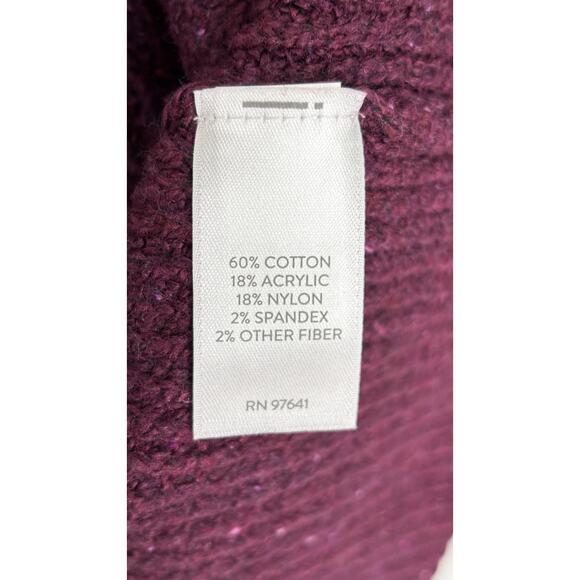 60% COTTON
18% ACRYLIC
18% NYLON
2% SPANDEX
2% OTHER FIBER
RN 97641